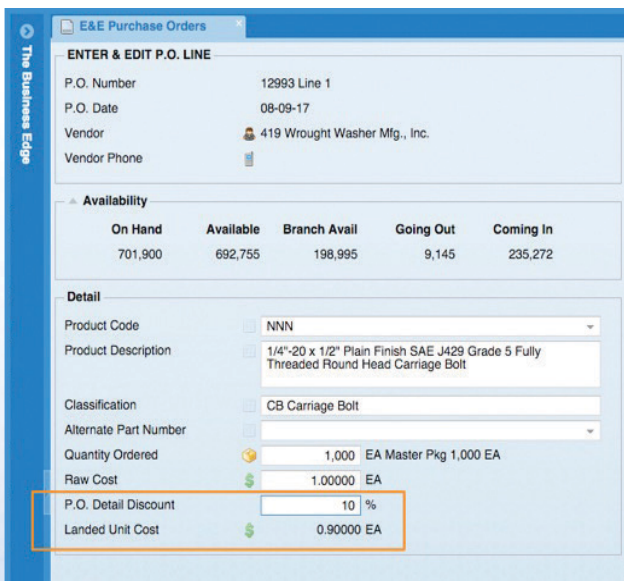 E&E Purchase Orders
The Business Edge
ENTER & EDIT P.O. LINE
P.O. Number 12993 Line 1
P.O. Date 08-09-17
Vendor 419 Wrought Washer Mfg., Inc.
Vendor Phone
Availability
On Hand Available Branch Avail Going Out Coming In
701,900 692,755 198,995 9,145 235,272
Detail
Product Code NNN
Product Description 1/4"-20 x 1/2" Plain Finish SAE J429 Grade 5 Fully
Threaded Round Head Carriage Bolt
Classification CB Carriage Bolt
Alternate Part Number
Quantity Ordered 1,000 EA Master Pkg 1,000 EA
Raw Cost 1.00000 EA
P.O. Detail Discount 10 %
Landed Unit Cost 0.90000 EA